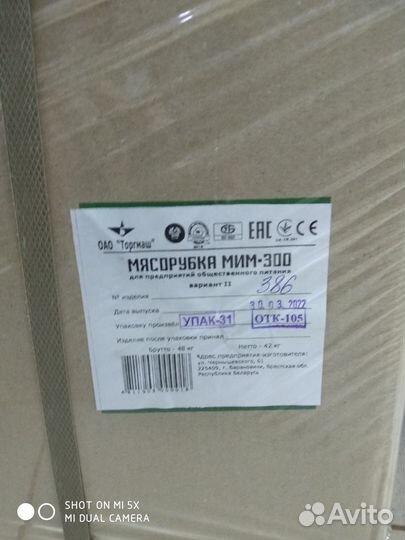 ОАО "Торгмаш"
EAC CE
МЯСОРУБКА МИМ-300
для предприятий общественного питания
вариант II
№ изделия 386
Дата выпуска 30.03.2022
Упаковку произвёл УПАК-31 ОТК-105
Изделие после упаковки принял
Брутто - 48 кг Нетто - 42 кг
Адрес предприятия-изготовителя:
ул. Чернышевского, 61
225409, г. Барановичи, Брестская обл.
Республика Беларусь
SHOT ON MI 5X
MI DUAL CAMERA
Avito